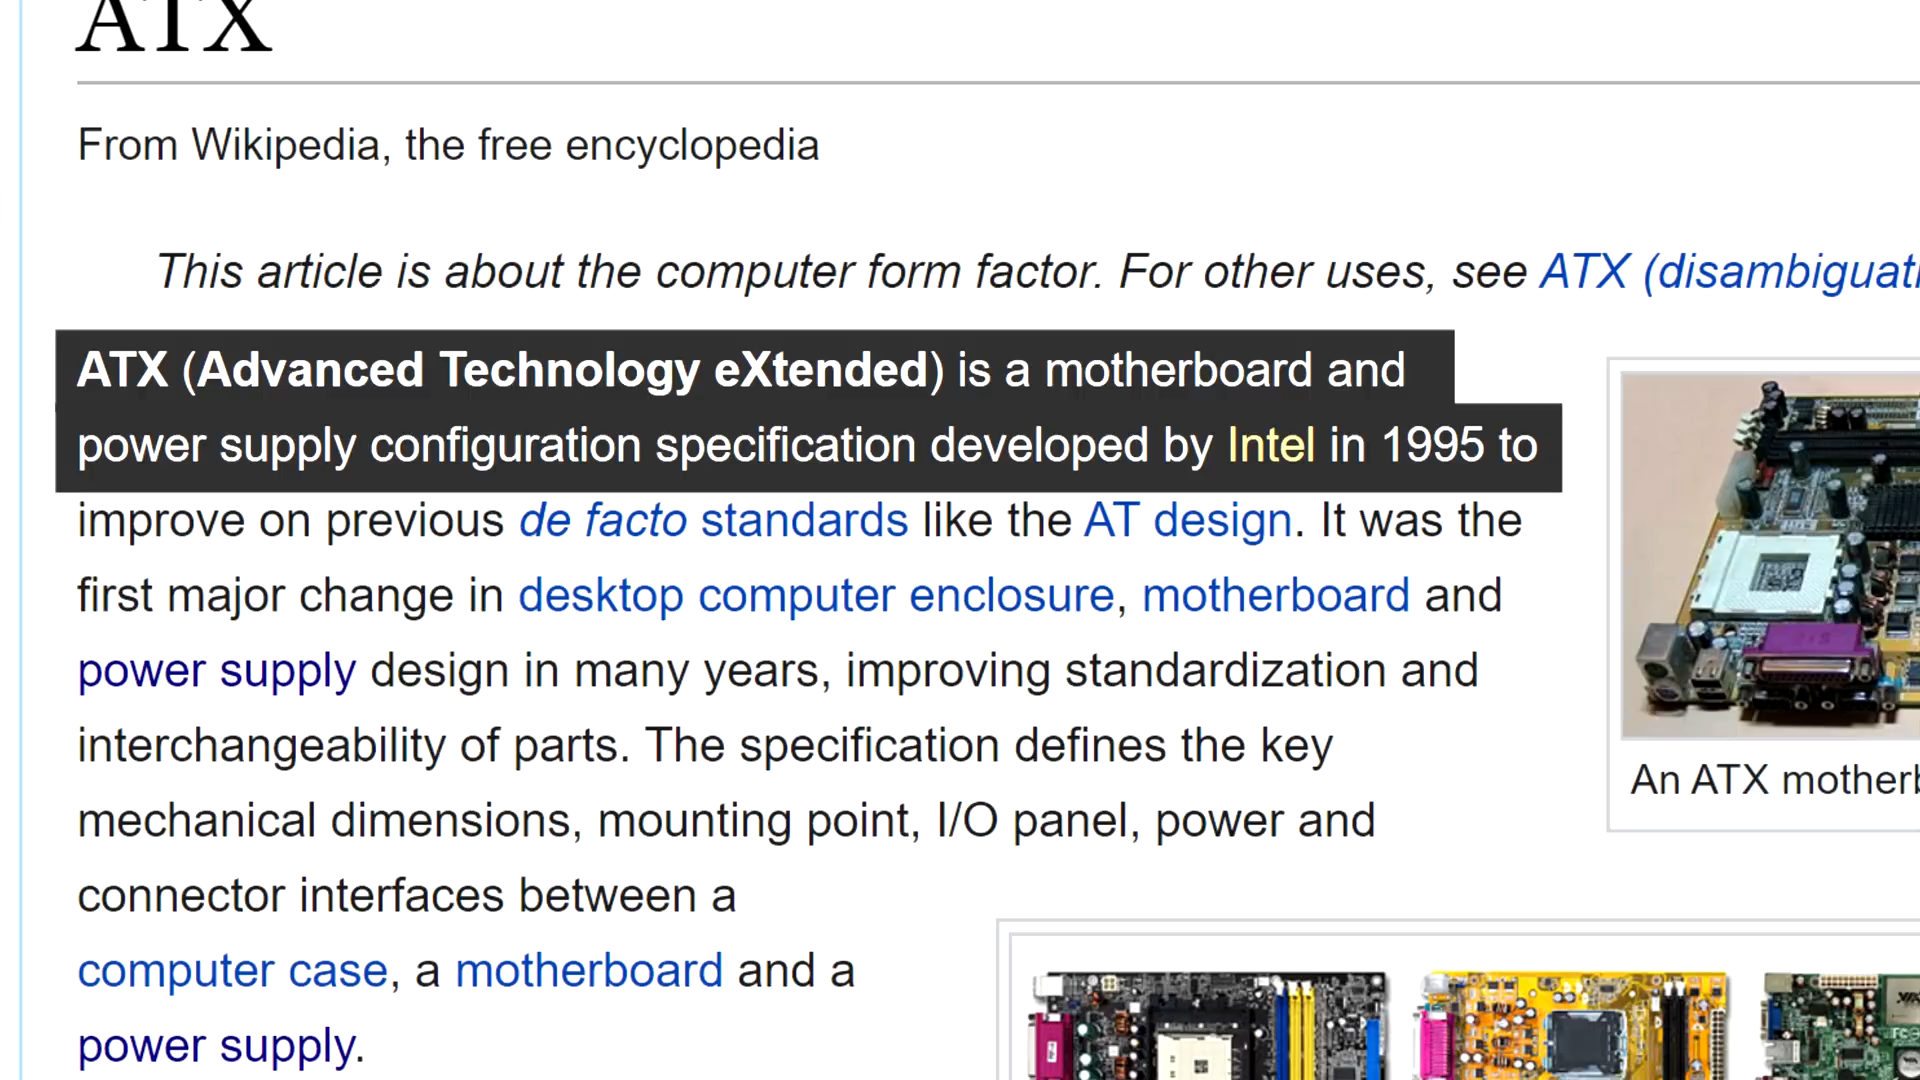 ATX
From Wikipedia, the free encyclopedia
This article is about the computer form factor. For other uses, see ATX
ATX (Advanced Technology eXtended) is a motherboard and
power supply configuration specification developed by Intel in 1995 to
improve on previous de facto standards like the AT design. It was the
first major change in desktop computer enclosure, motherboard and
power supply design in many years, improving standardization and
interchangeability of parts. The specification defines the key
mechanical dimensions, mounting point, I/O panel, power and
connector interfaces between a
computer case, a motherboard and a
power supply.
An ATX